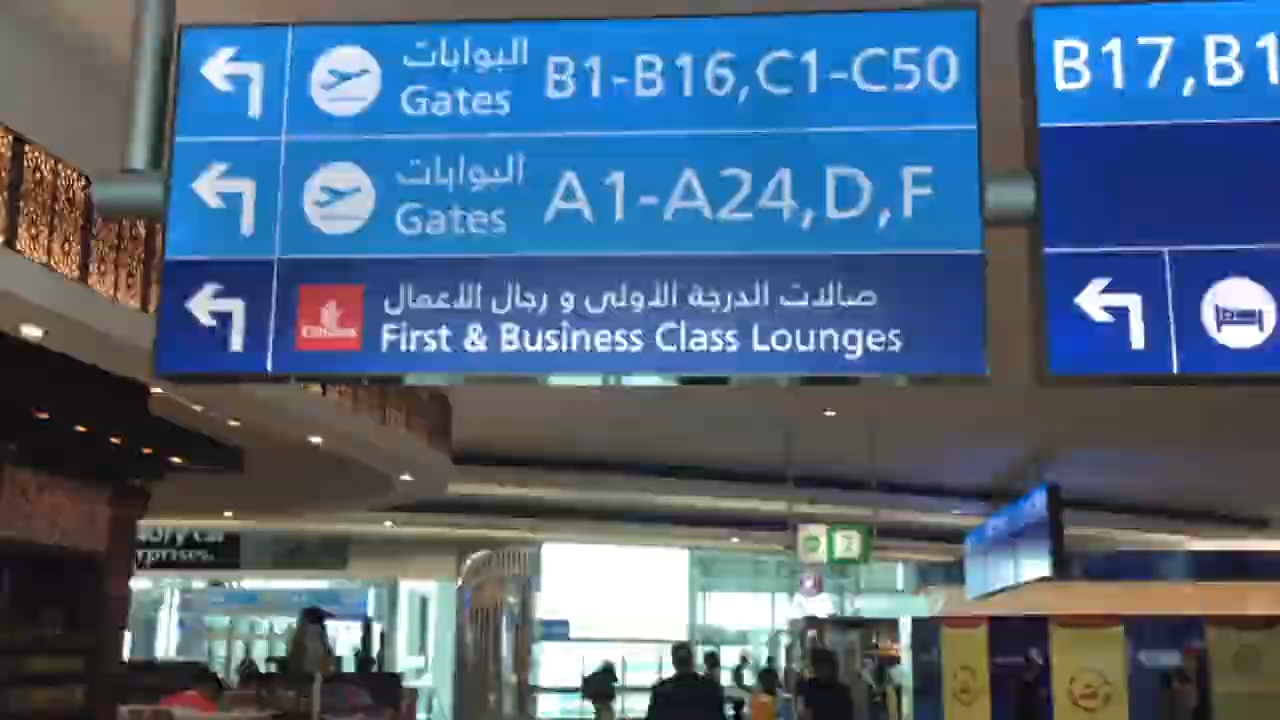 البوابات
Gates B1-B16,C1-C50
البوابات
Gates A1-A24,D,F
Emirates
صالات الدرجة الأولى و رجال الأعمال
First & Business Class Lounges
B17,B1